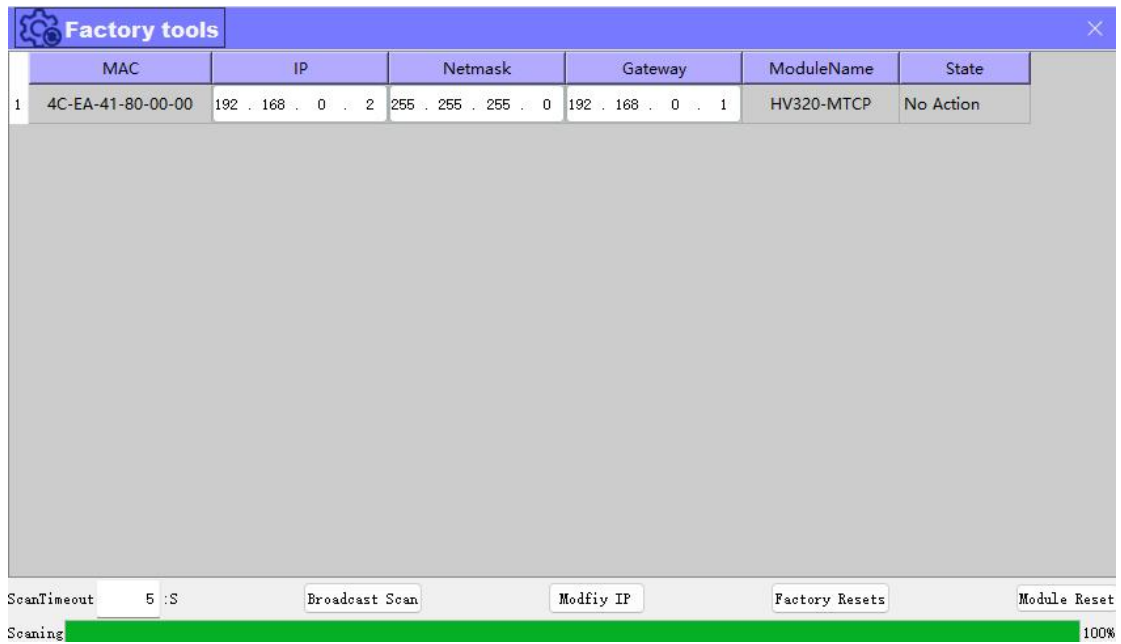 Factory tools
MAC IP Netmask Gateway ModuleName State
1 4C-EA-41-80-00-00 192 . 168 . 0 . 2 255 . 255 . 255 . 0 192 . 168 . 0 . 1 HV320-MTCP No Action
ScanTimeout 5 :S Broadcast Scan Modfiy IP Factory Resets Module Reset
Scaning 100%